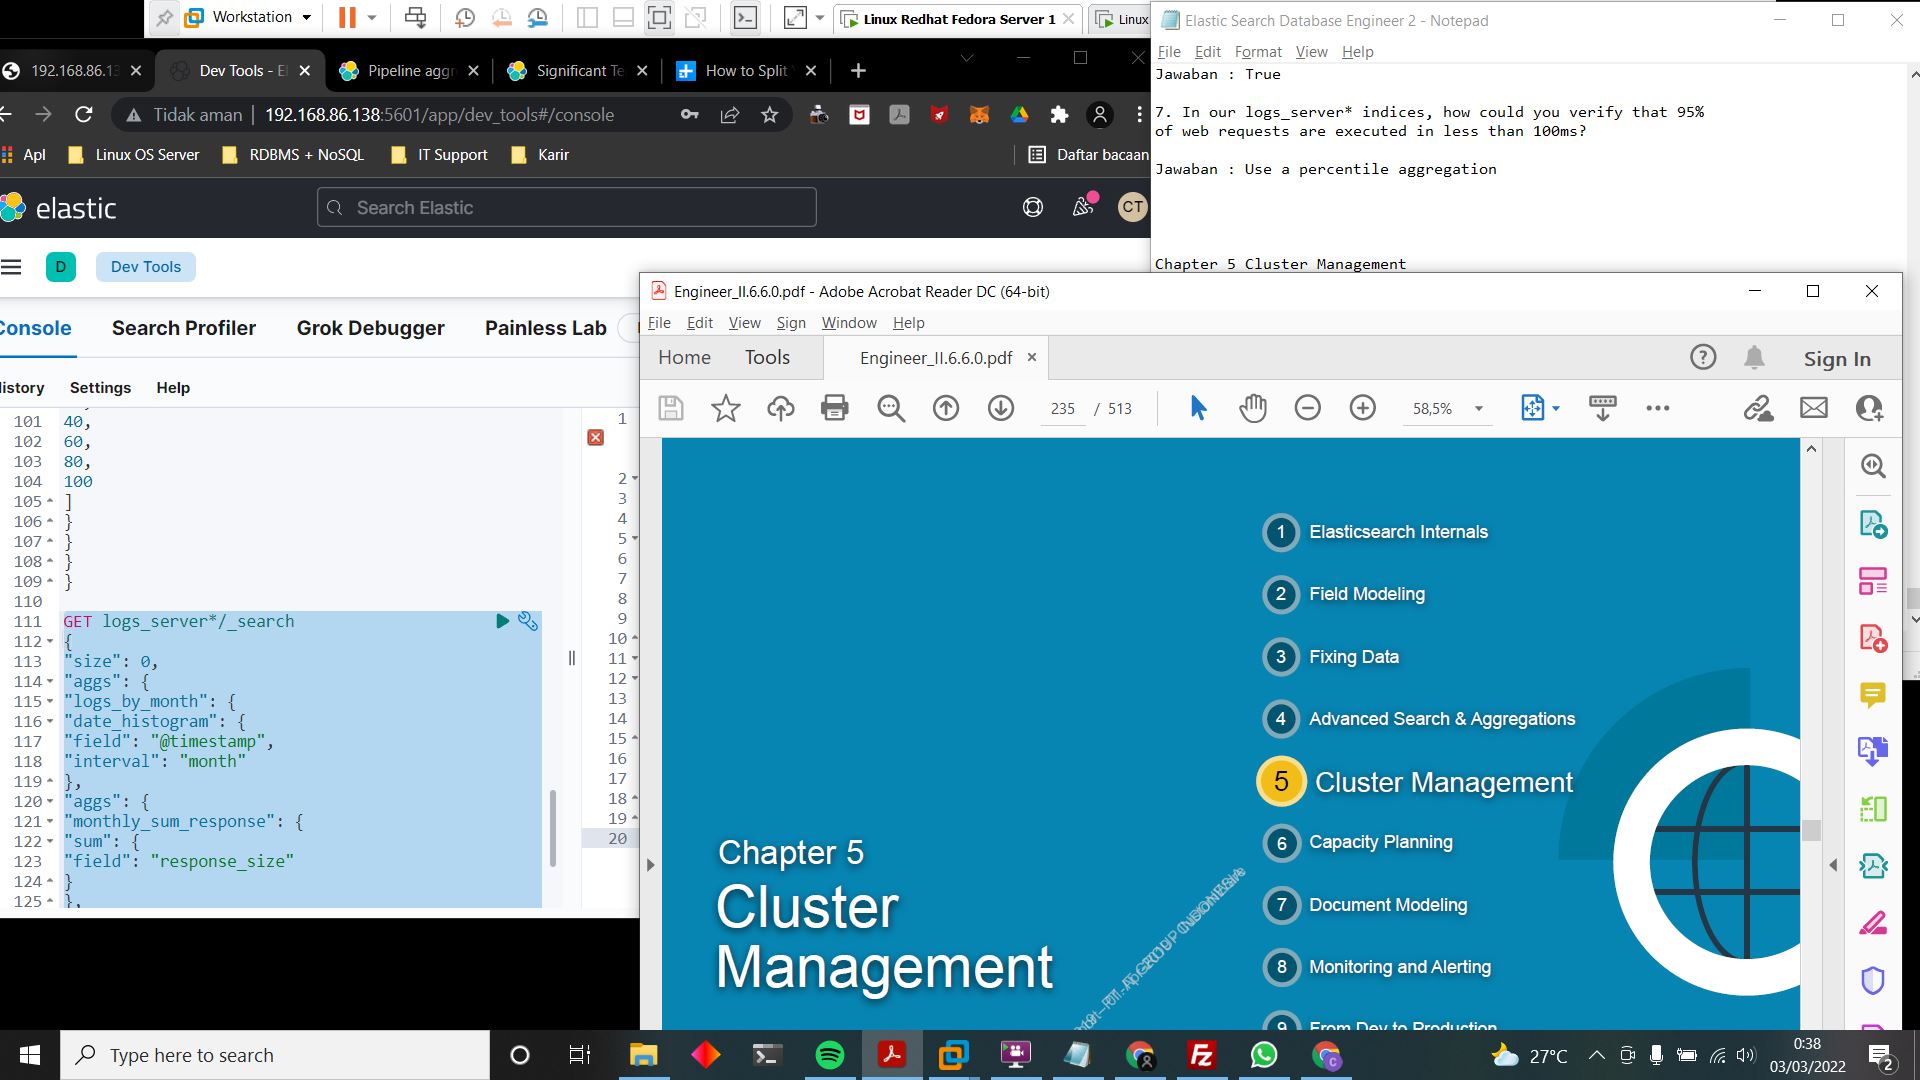 Workstation
Linux Redhat Fedora Server 1
Linux
192.168.86.13
Dev Tools - El
Pipeline aggr
Significant Te
How to Split
Tidak aman
192.168.86.138:5601/app/dev_tools#/console
Apl
Linux OS Server
RDBMS + NoSQL
IT Support
Karir
Daftar bacaan
elastic
Search Elastic
CT
D
Dev Tools
Console
Search Profiler
Grok Debugger
Painless Lab
History
Settings
Help
101 40,
102 60,
103 80,
104 100
105 ]
106 }
107 }
108 }
109 }
110
111 GET logs_server*/_search
112 {
113 "size": 0,
114 "aggs": {
115 "logs_by_month": {
116 "date_histogram": {
117 "field": "@timestamp",
118 "interval": "month"
119 },
120 "aggs": {
121 "monthly_sum_response": {
122 "sum": {
123 "field": "response_size"
124 }
125 },
1
2
3
4
5
6
7
8
9
10
11
12
13
14
15
16
17
18
19
20
Elastic Search Database Engineer 2 - Notepad
File Edit Format View Help
Jawaban : True
7. In our logs_server* indices, how could you verify that 95%
of web requests are executed in less than 100ms?
Jawaban : Use a percentile aggregation
Chapter 5 Cluster Management
Engineer_II.6.6.0.pdf - Adobe Acrobat Reader DC (64-bit)
File Edit View Sign Window Help
Home
Tools
Engineer_II.6.6.0.pdf
Sign In
235 / 513
58,5%
1 Elasticsearch Internals
2 Field Modeling
3 Fixing Data
4 Advanced Search & Aggregations
5 Cluster Management
6 Capacity Planning
7 Document Modeling
8 Monitoring and Alerting
9 From Dev to Production
Chapter 5
Cluster
Management
Type here to search
27°C
0:38
03/03/2022
2